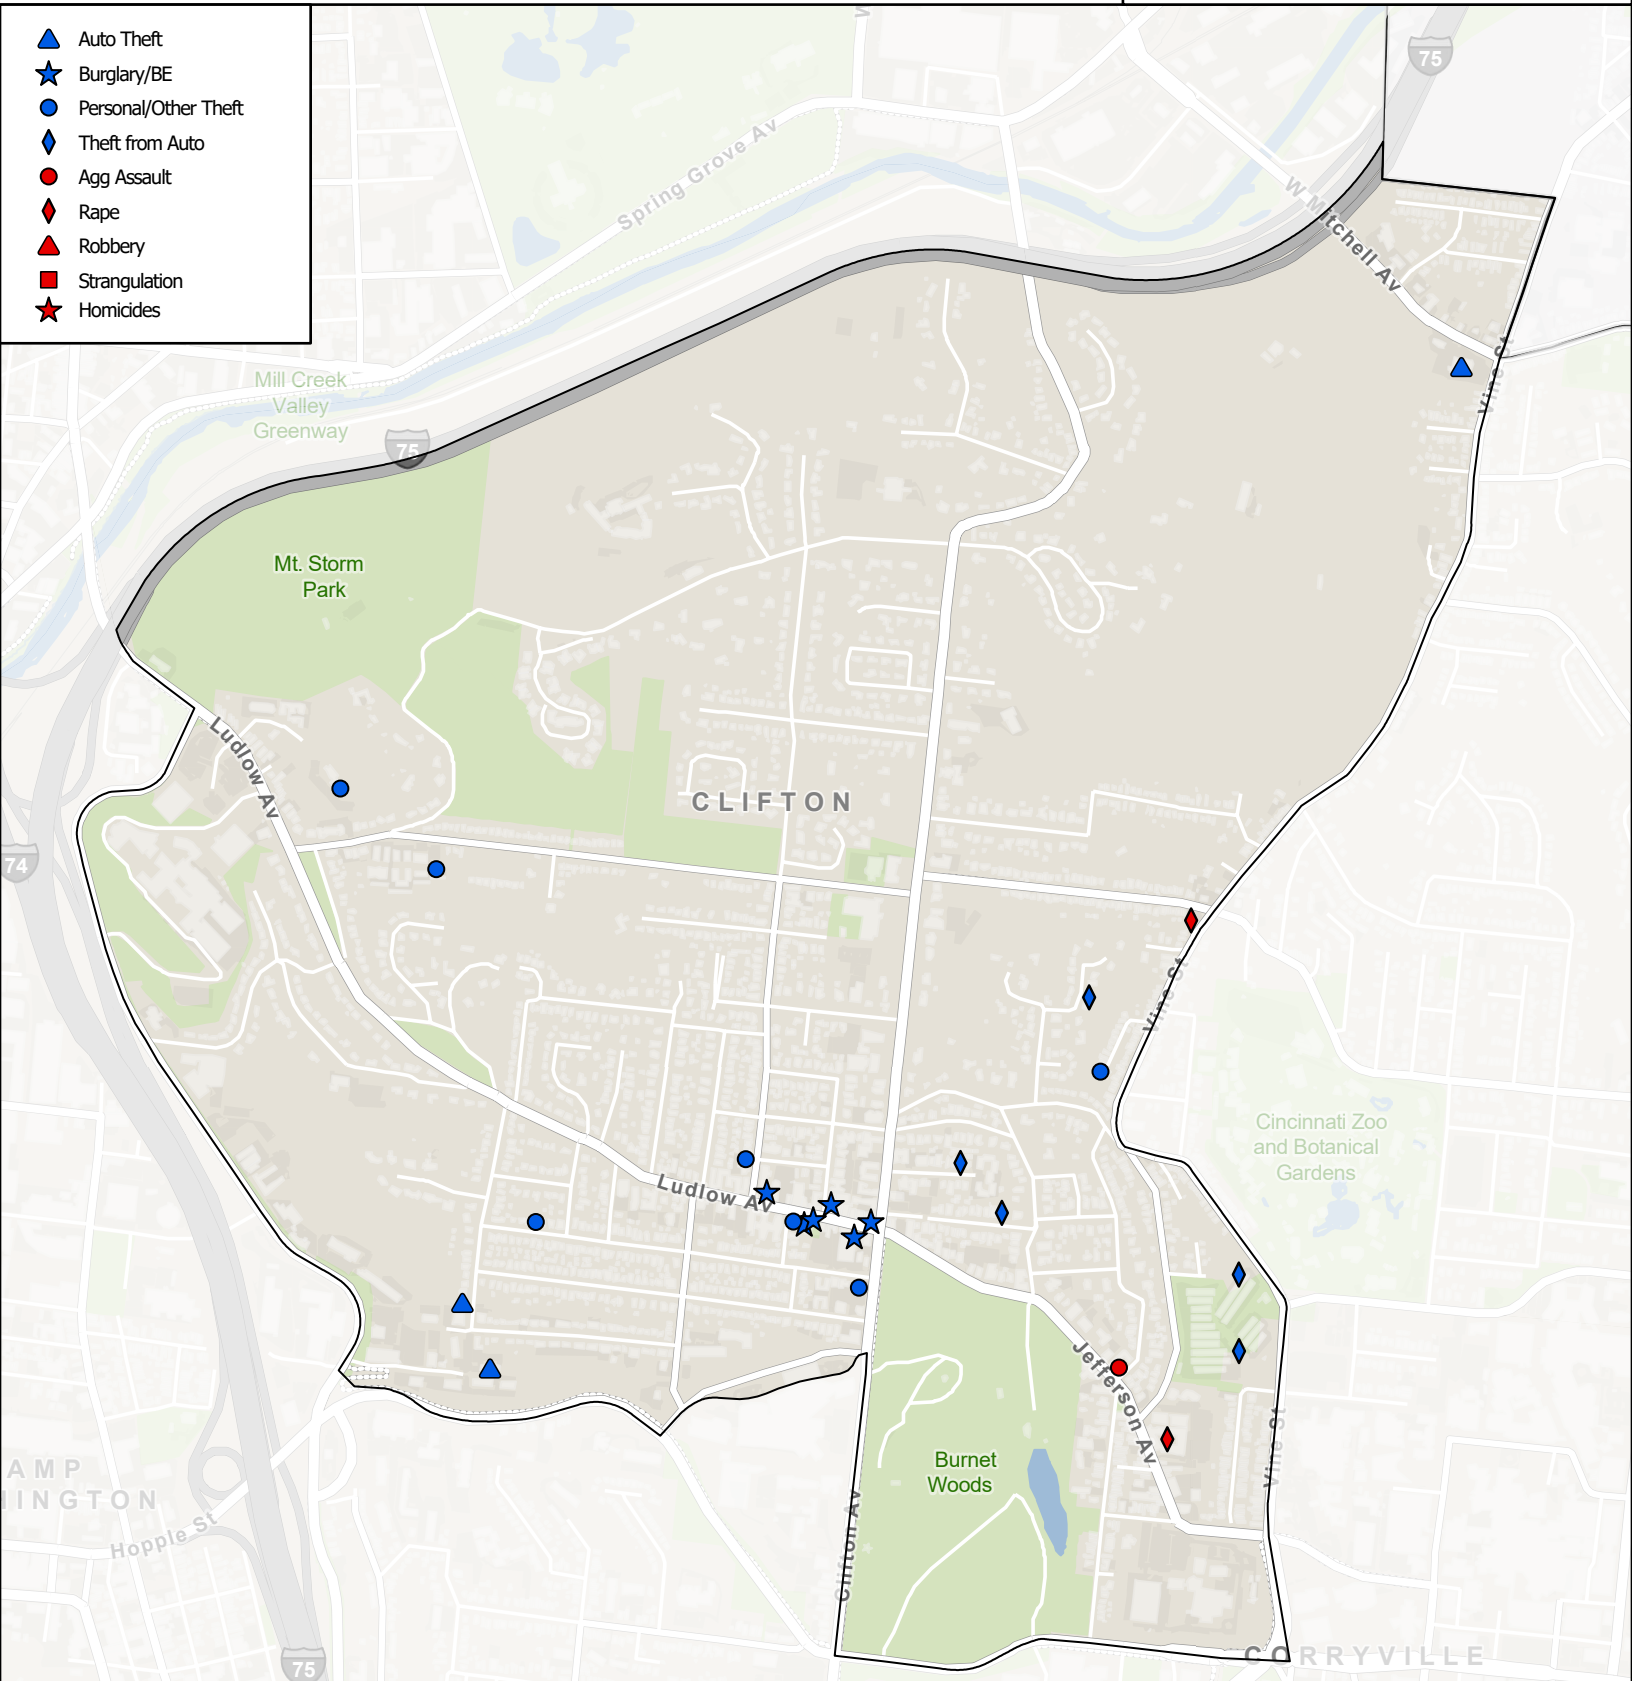 Auto Theft
Burglary/BE
Personal/Other Theft
Theft from Auto
Agg Assault
Rape
Robbery
Strangulation
Homicides
75
Spring Grove Av
W Mitchell Av
Vine St
Mill Creek
Valley
Greenway
75
Mt. Storm
Park
Ludlow Av
CLIFTON
74
Vine St
Cincinnati Zoo
and Botanical
Gardens
Ludlow Av
Jefferson Av
Burnet
Woods
Vine St
Clifton Av
AMP
INGTON
Hopple St
75
CORRYVILLE